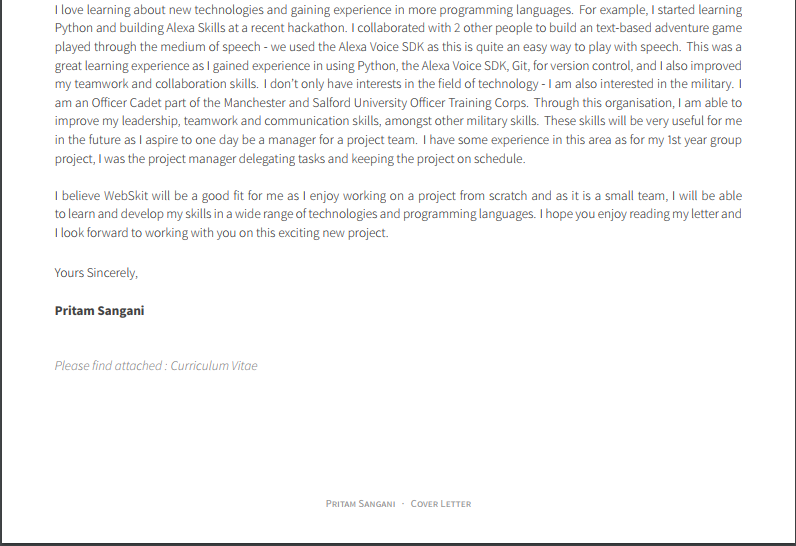 I love learning about new technologies and gaining experience in more programming languages. For example, I started learning
Python and building Alexa Skills at a recent hackathon. I collaborated with 2 other people to build an text-based adventure game
played through the medium of speech - we used the Alexa Voice SDK as this is quite an easy way to play with speech. This was a
great learning experience as I gained experience in using Python, the Alexa Voice SDK, Git, for version control, and I also improved
my teamwork and collaboration skills. I don't only have interests in the field of technology - I am also interested in the military. I
am an Officer Cadet part of the Manchester and Salford University Officer Training Corps. Through this organisation, I am able to
improve my leadership, teamwork and communication skills, amongst other military skills. These skills will be very useful for me
in the future as I aspire to one day be a manager for a project team. I have some experience in this area as for my 1st year group
project, I was the project manager delegating tasks and keeping the project on schedule.
I believe WebSkit will be a good fit for me as I enjoy working on a project from scratch and as it is a small team, I will be able
to learn and develop my skills in a wide range of technologies and programming languages. I hope you enjoy reading my letter and
I look forward to working with you on this exciting new project.
Yours Sincerely,
Pritam Sangani
Please find attached : Curriculum Vitae
Pritam Sangani · Cover Letter